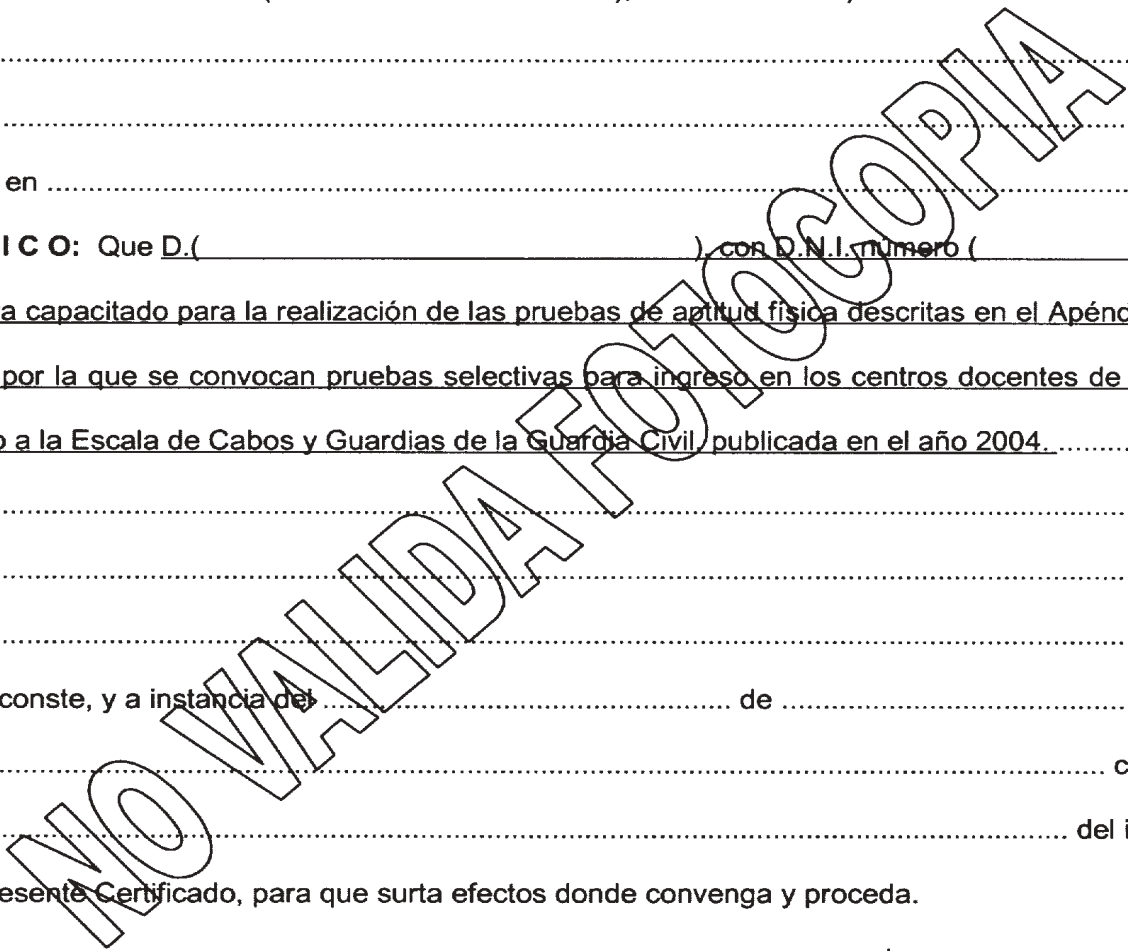 en ..........
I C O: Que D.( ), con D.N.I. número (
a capacitado para la realización de las pruebas de aptitud física descritas en el Apénd
por la que se convocan pruebas selectivas para ingreso en los centros docentes de
o a la Escala de Cabos y Guardias de la Guardia Civil, publicada en el año 2004. ..........
conste, y a instancia del .......... de ..........
.......... c
.......... del i
esente Certificado, para que surta efectos donde convenga y proceda.
NO VALIDA FOTOCOPIA